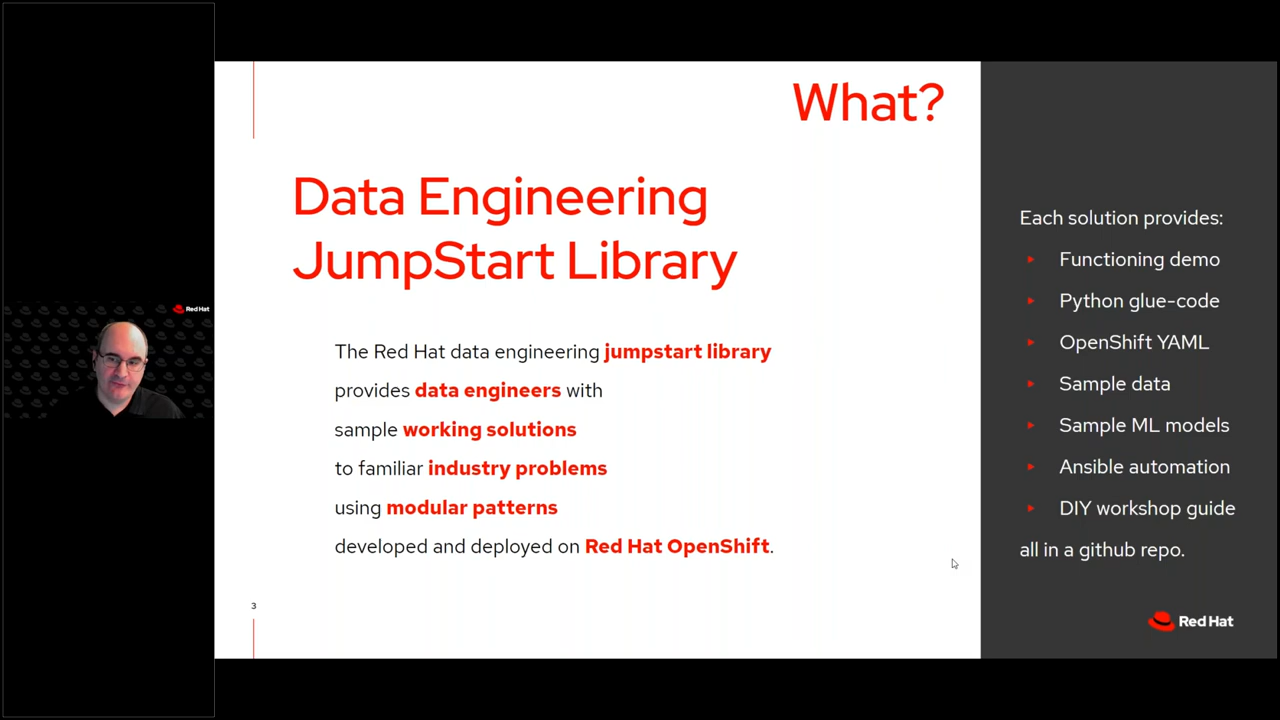 What?
Data Engineering
JumpStart Library
The Red Hat data engineering jumpstart library
provides data engineers with
sample working solutions
to familiar industry problems
using modular patterns
developed and deployed on Red Hat OpenShift.
3
Each solution provides:
Functioning demo
Python glue-code
OpenShift YAML
Sample data
Sample ML models
Ansible automation
DIY workshop guide
all in a github repo.
Red Hat
Red Hat